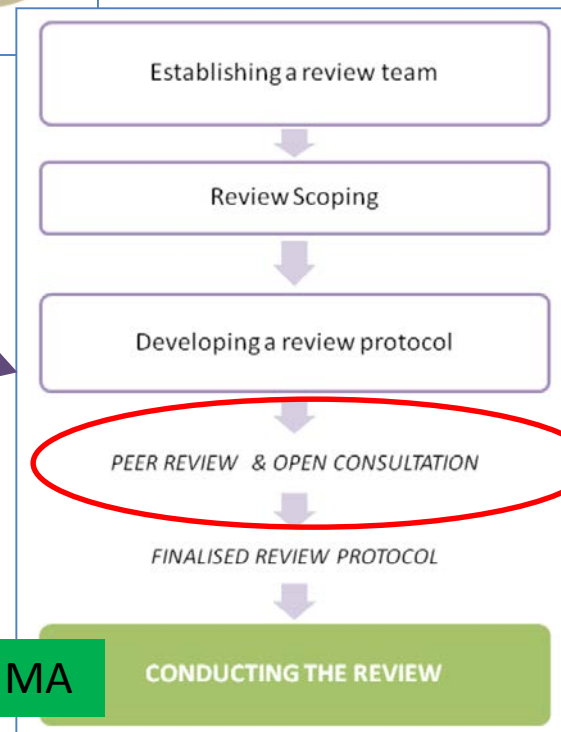 Establishing a review team
Review Scoping
Developing a review protocol
PEER REVIEW & OPEN CONSULTATION
FINALISED REVIEW PROTOCOL
MA
CONDUCTING THE REVIEW